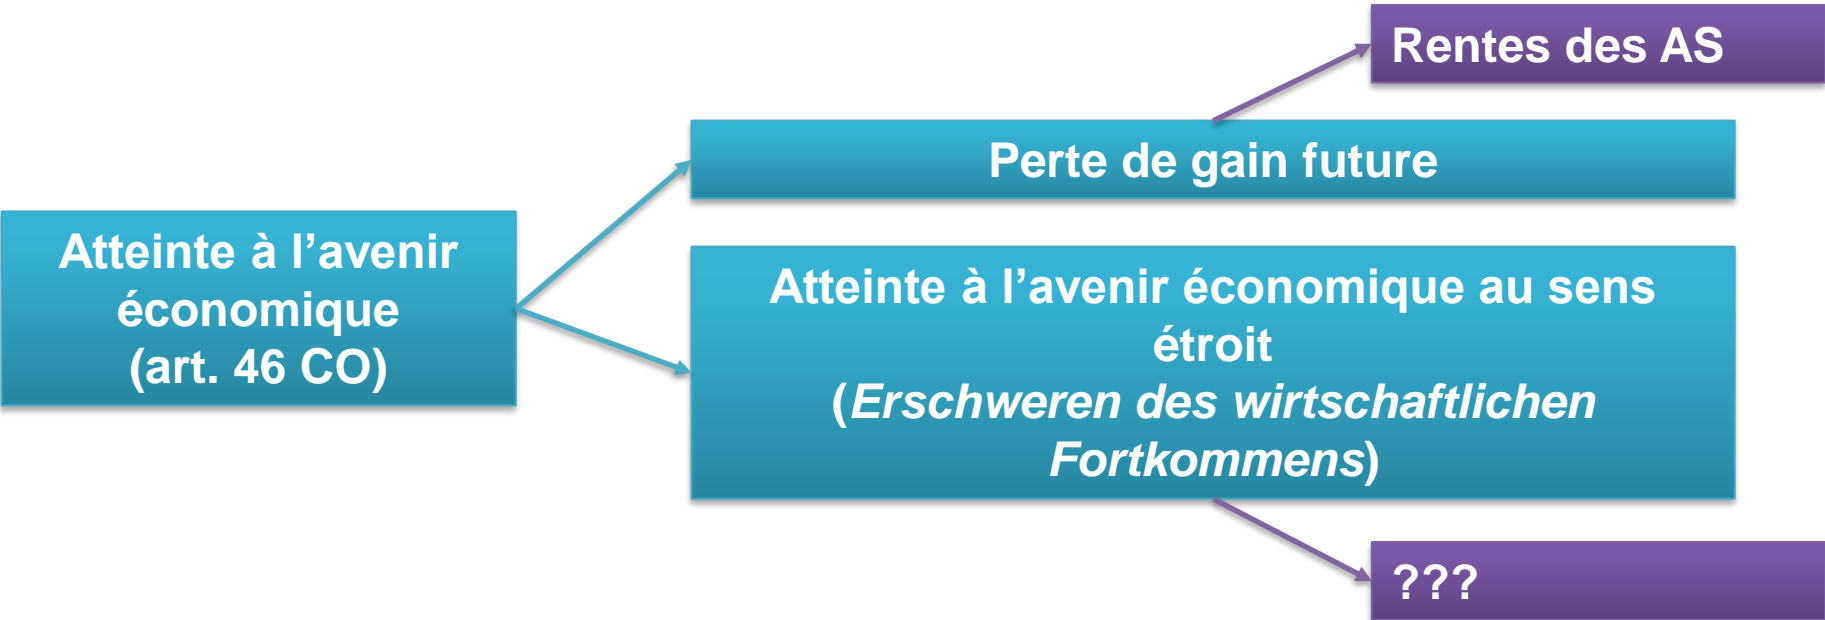 Rentes des AS
Perte de gain future
Atteinte à l’avenir
économique
(art. 46 CO)
Atteinte à l’avenir économique au sens
étroit
(Erschweren des wirtschaftlichen
Fortkommens)
???